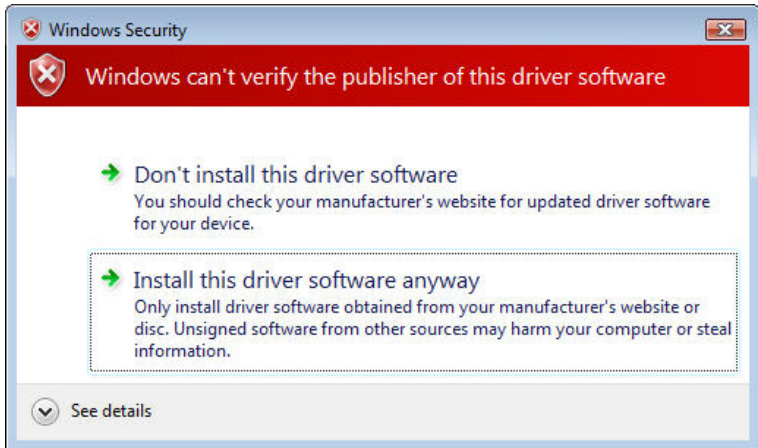 Windows Security
Windows can't verify the publisher of this driver software
Don't install this driver software
You should check your manufacturer's website for updated driver software
for your device.
Install this driver software anyway
Only install driver software obtained from your manufacturer's website or
disc. Unsigned software from other sources may harm your computer or steal
information.
See details